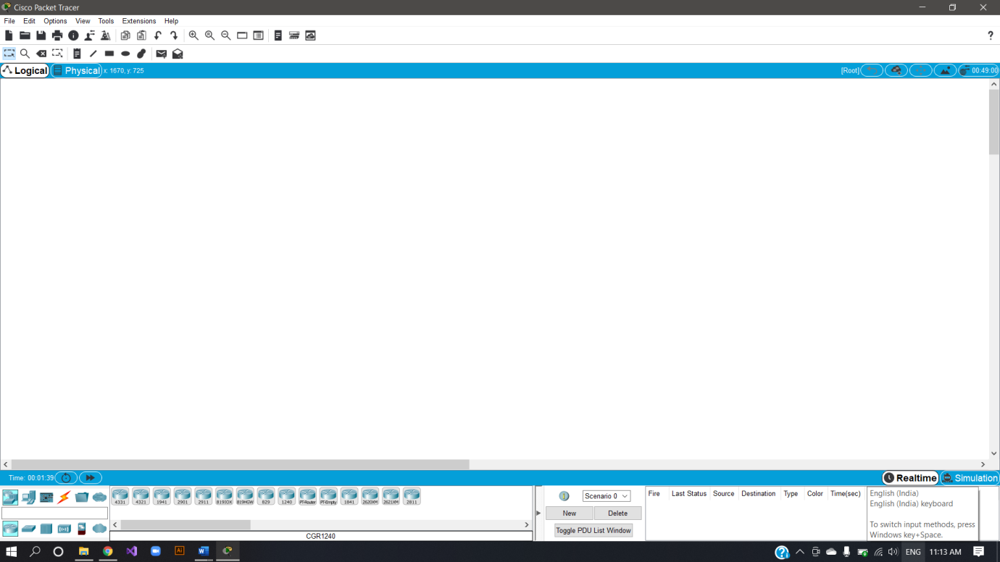 Cisco Packet Tracer
File Edit Options View Tools Extensions Help
?
Logical Physical x: 1670, y: 725 [Root] 00:49:00
Time: 00:01:39 Realtime Simulation
4331 4321 1941 2901 2911 819IOX 819HGW 829 1240 PT-Router PT-Empty 1841 2620XM 2621XM 2811
CGR1240
Scenario 0
New Delete
Toggle PDU List Window
Fire Last Status Source Destination Type Color Time(sec)
English (India)
English (India) keyboard
To switch input methods, press
Windows key+Space.
Ai W ? ENG 11:13 AM